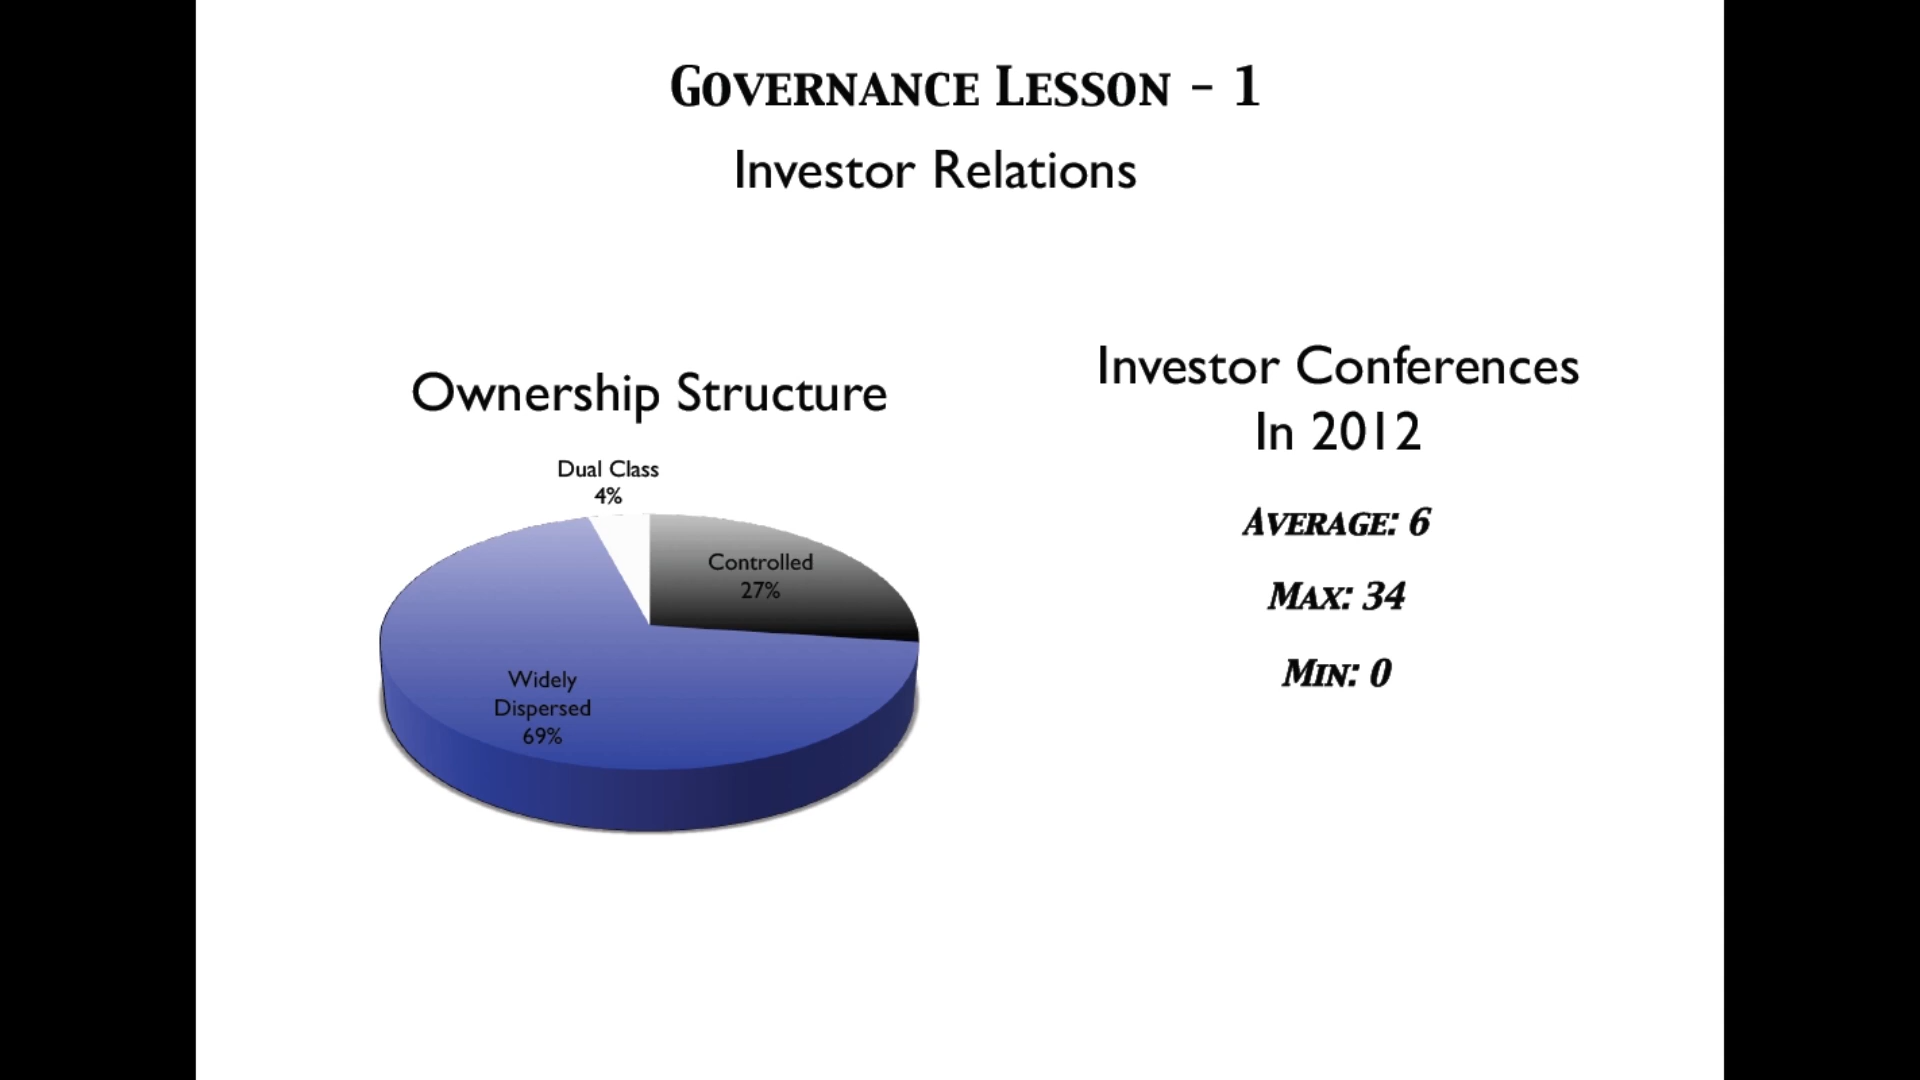 GOVERNANCE LESSON - 1
Investor Relations
Ownership Structure
Dual Class
4%
Controlled
27%
Widely
Dispersed
69%
Investor Conferences
In 2012
AVERAGE: 6
MAX: 34
MIN: 0